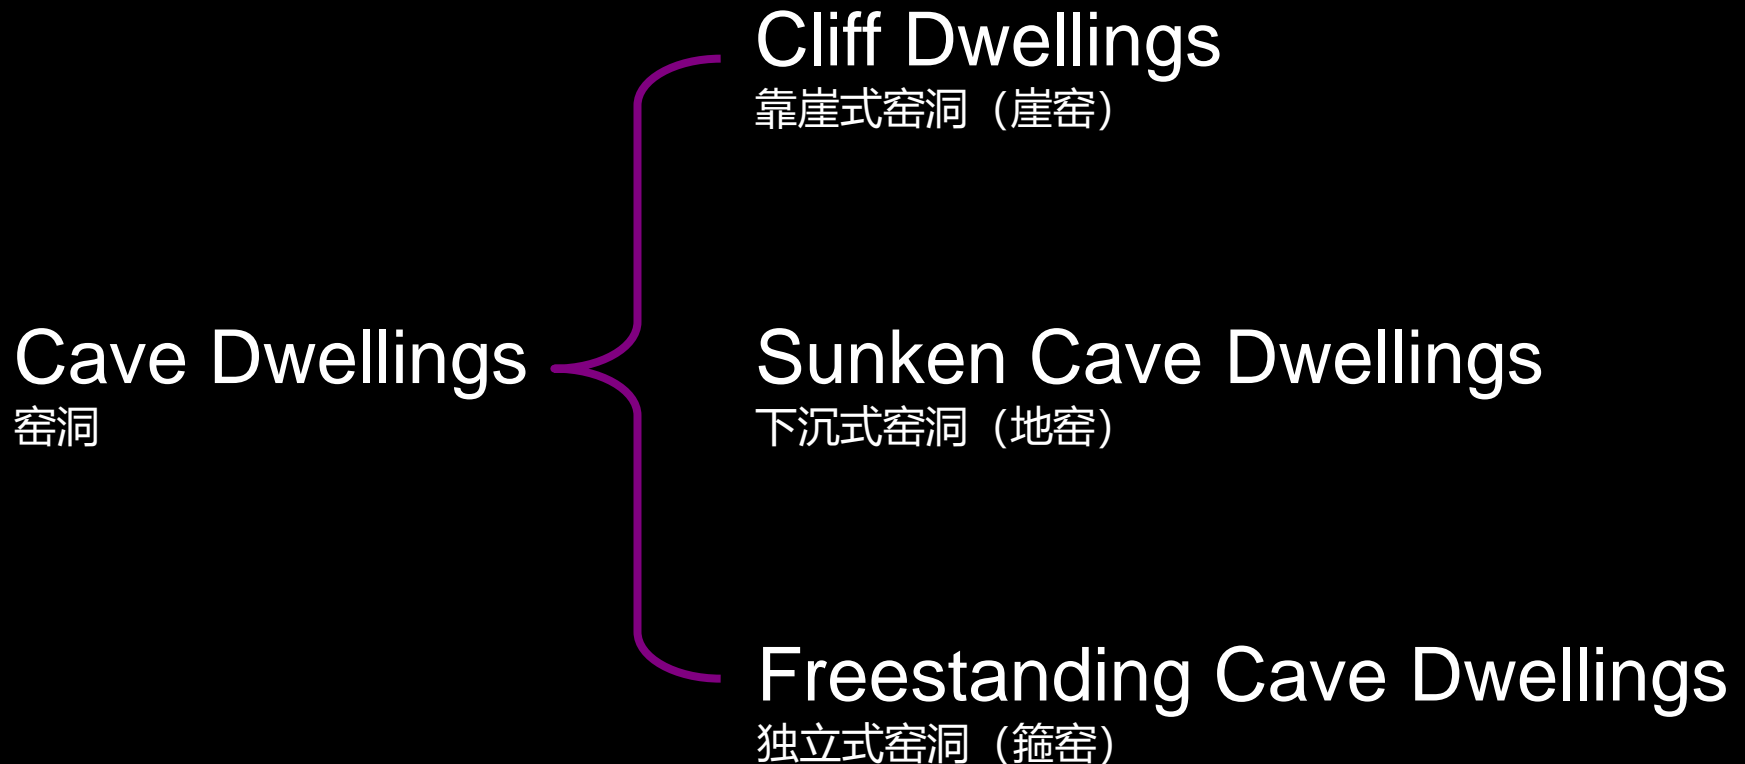 Cliff Dwellings
靠崖式窑洞（崖窑）
Cave Dwellings
窑洞
Sunken Cave Dwellings
下沉式窑洞（地窑）
Freestanding Cave Dwellings
独立式窑洞（箍窑）